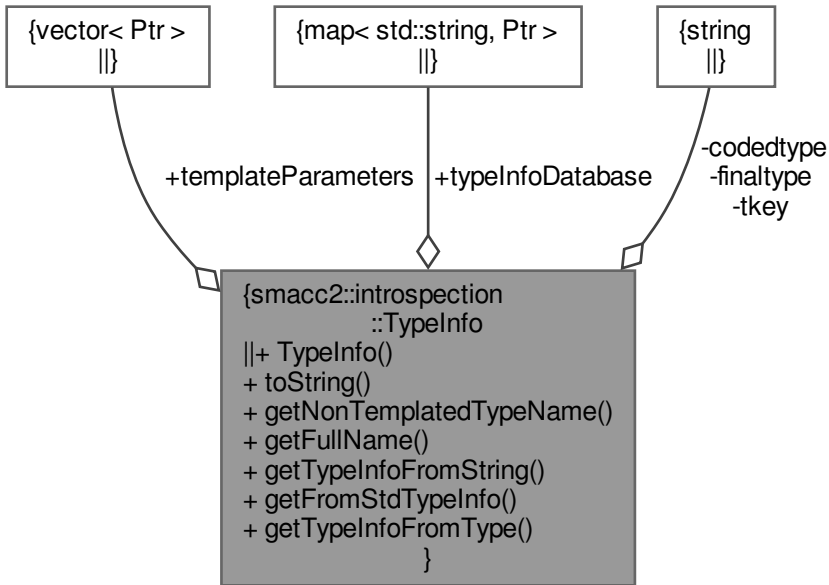 {vector< Ptr >
||}
{map< std::string, Ptr >
||}
{string
||}
+templateParameters
+typeInfoDatabase
-codedtype
-finaltype
-tkey
{smacc2::introspection
::TypeInfo
||+ TypeInfo()
+ toString()
+ getNonTemplatedTypeName()
+ getFullName()
+ getTypeInfoFromString()
+ getFromStdTypeInfo()
+ getTypeInfoFromType()
}